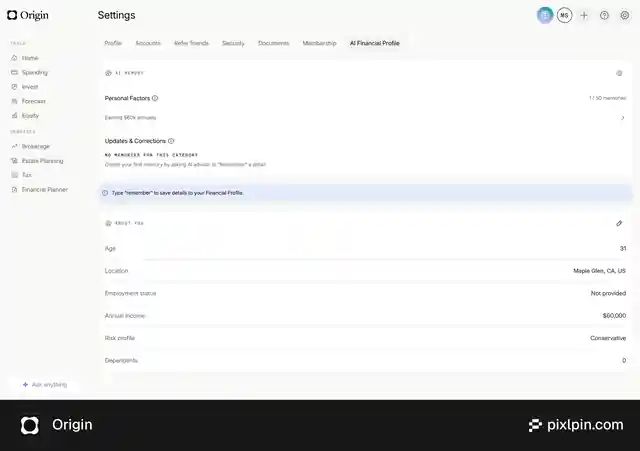 Origin
Settings
MG
Profile
Accounts
Refer friends
Security
Documents
Membership
AI Financial Profile
TOOLS
Home
Spending
Invest
Forecast
Equity
SERVICES
Brokerage
Estate Planning
Tax
Financial Planner
Ask anything
AI MEMORY
Personal Factors
1 / 50 memories
Earning $60k annually
Updates & Corrections
NO MEMORIES FOR THIS CATEGORY
Create your first memory by asking AI advisor to "Remember" a detail
Type "remember" to save details to your Financial Profile.
ABOUT YOU
Age
31
Location
Maple Glen, CA, US
Employment status
Not provided
Annual income
$60,000
Risk profile
Conservative
Dependents
0
Origin
pixlpin.com